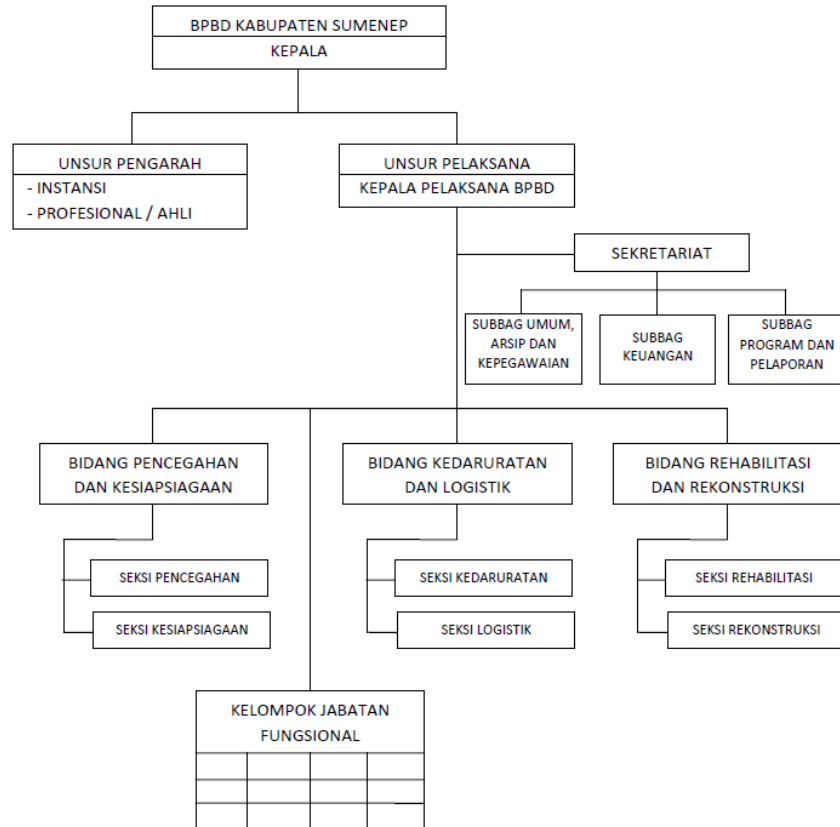 BPBD KABUPATEN SUMENEP
KEPALA
UNSUR PENGARAH
- INSTANSI
- PROFESIONAL / AHLI
UNSUR PELAKSANA
KEPALA PELAKSANA BPBD
SEKRETARIAT
SUBBAG UMUM,
ARSIP DAN
KEPEGAWAIAN
SUBBAG
KEUANGAN
SUBBAG
PROGRAM DAN
PELAPORAN
BIDANG PENCEGAHAN
DAN KESIAPSIAGAAN
SEKSI PENCEGAHAN
SEKSI KESIAPSIAGAAN
BIDANG KEDARURATAN
DAN LOGISTIK
SEKSI KEDARURATAN
SEKSI LOGISTIK
BIDANG REHABILITASI
DAN REKONSTRUKSI
SEKSI REHABILITASI
SEKSI REKONSTRUKSI
KELOMPOK JABATAN
FUNGSIONAL